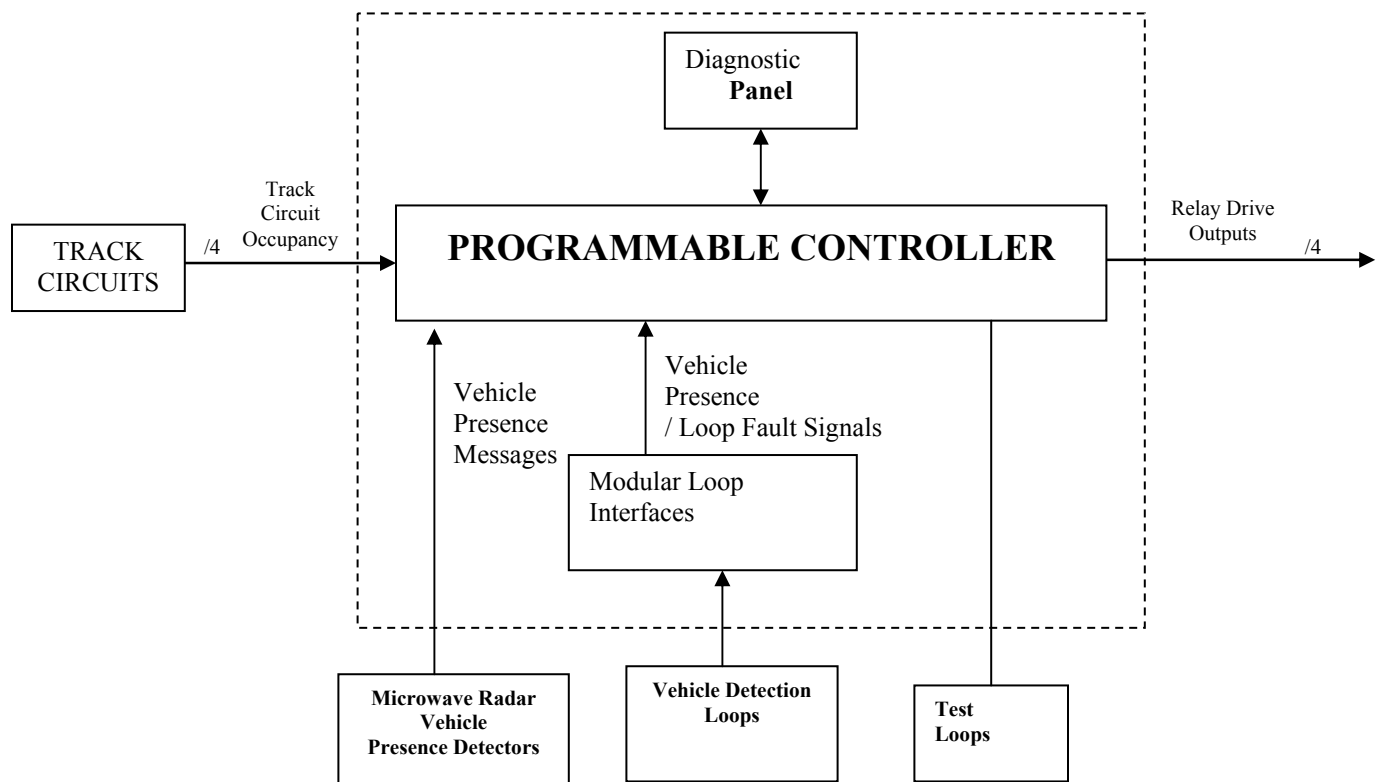 Diagnostic
Panel
Track
Circuit
Occupancy
/4
TRACK
CIRCUITS
PROGRAMMABLE CONTROLLER
Relay Drive
Outputs
/4
Vehicle
Presence
Messages
Vehicle
Presence
/ Loop Fault Signals
Modular Loop
Interfaces
Microwave Radar
Vehicle
Presence Detectors
Vehicle Detection
Loops
Test
Loops